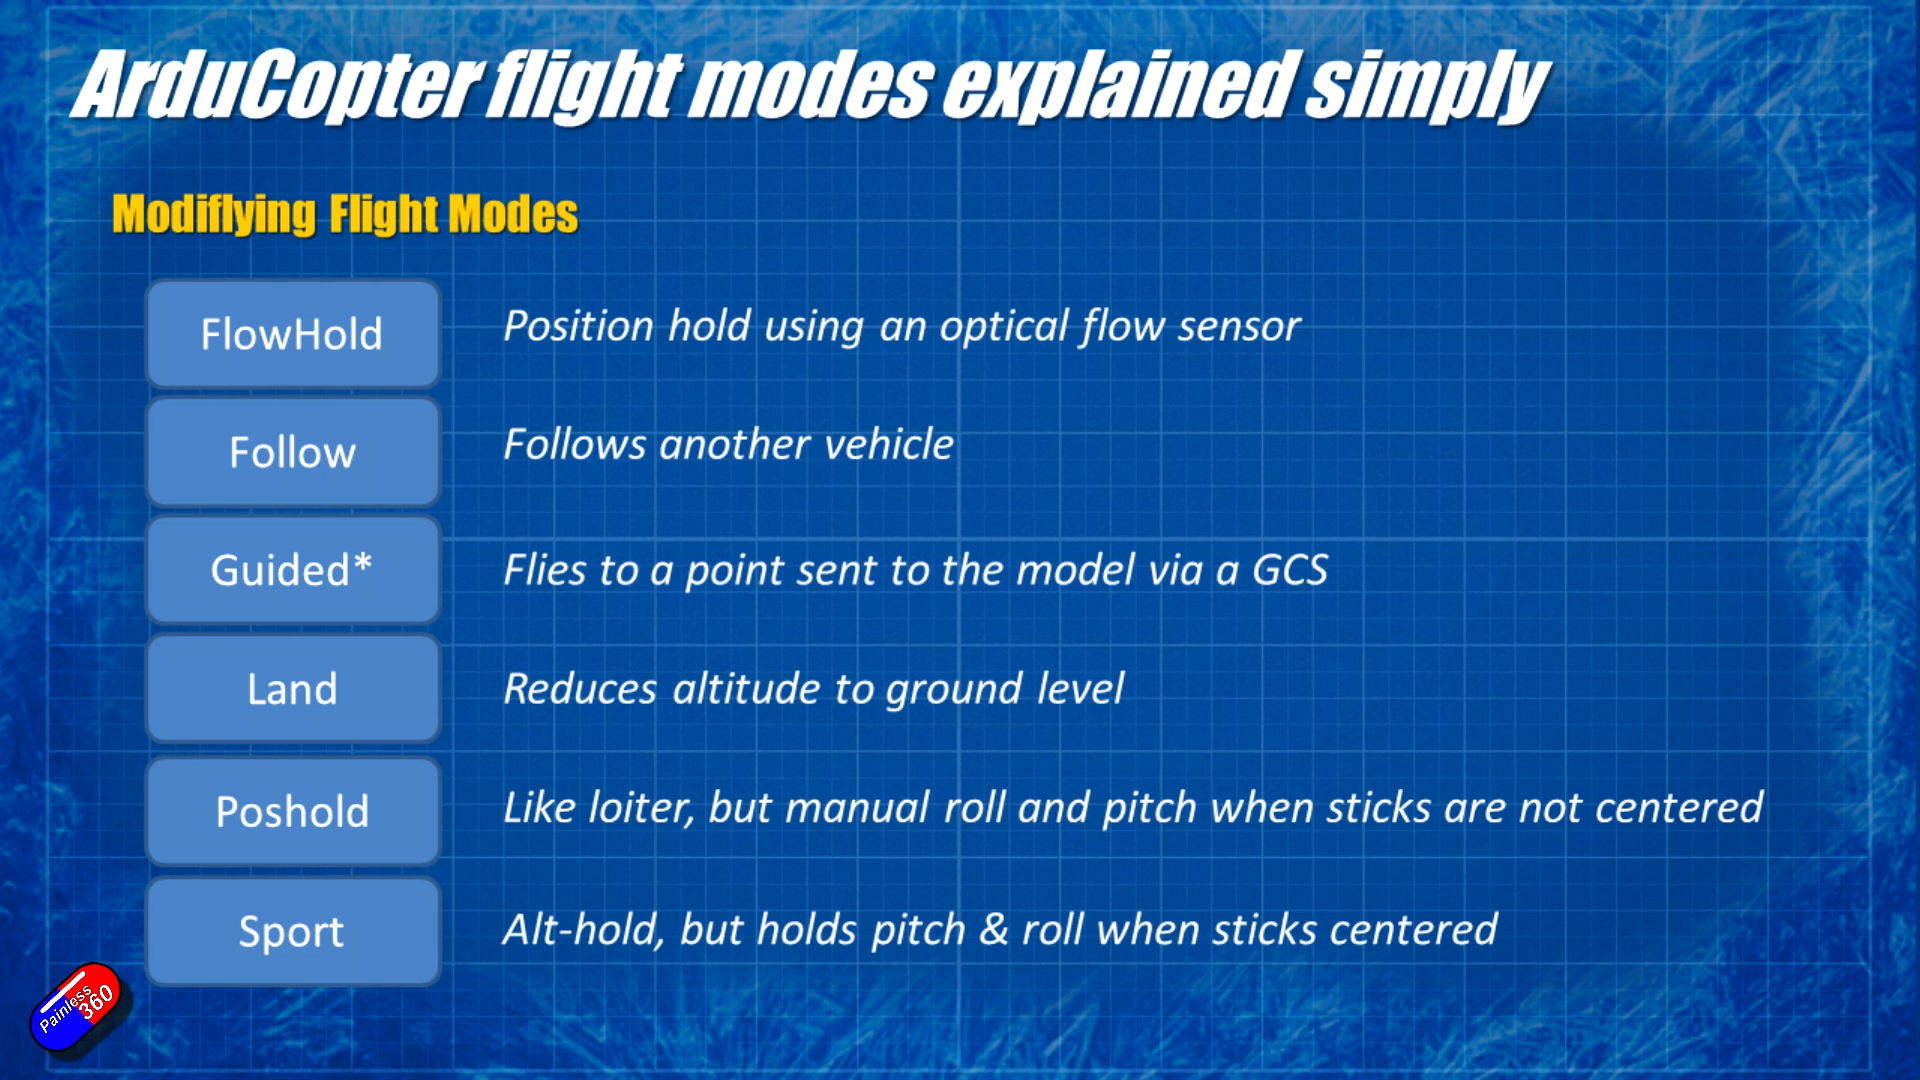 ArduCopter flight modes explained simply
Modiflying Flight Modes
FlowHold
Position hold using an optical flow sensor
Follow
Follows another vehicle
Guided*
Flies to a point sent to the model via a GCS
Land
Reduces altitude to ground level
Poshold
Like loiter, but manual roll and pitch when sticks are not centered
Sport
Alt-hold, but holds pitch & roll when sticks centered
Painless
360